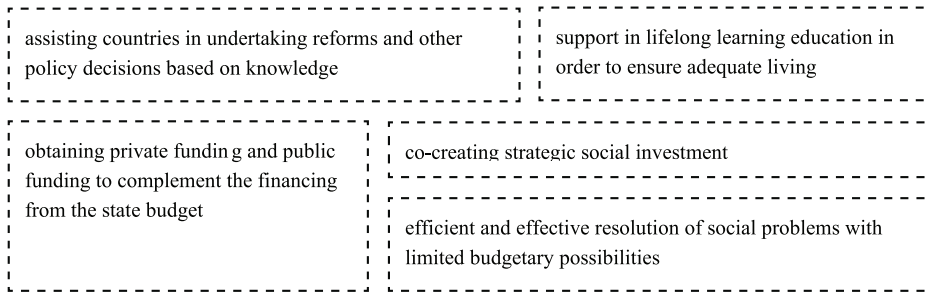 assisting countries in undertaking reforms and other
policy decisions based on knowledge
support in lifelong learning education in
order to ensure adequate living
obtaining private fundin g and public
funding to complement the financing
from the state budget
co-creating strategic social investment
efficient and effective resolution of social problems with
limited budgetary possibilities